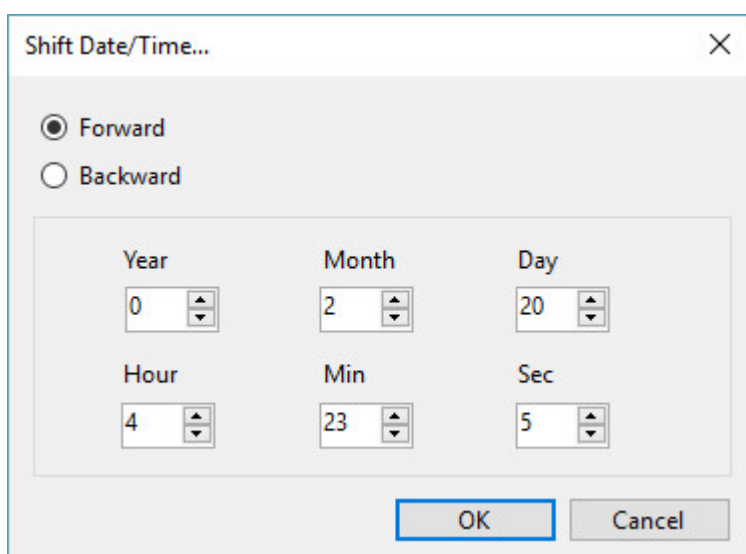 Shift Date/Time...
Forward
Backward
Year Month Day
0 2 20
Hour Min Sec
4 23 5
OK Cancel